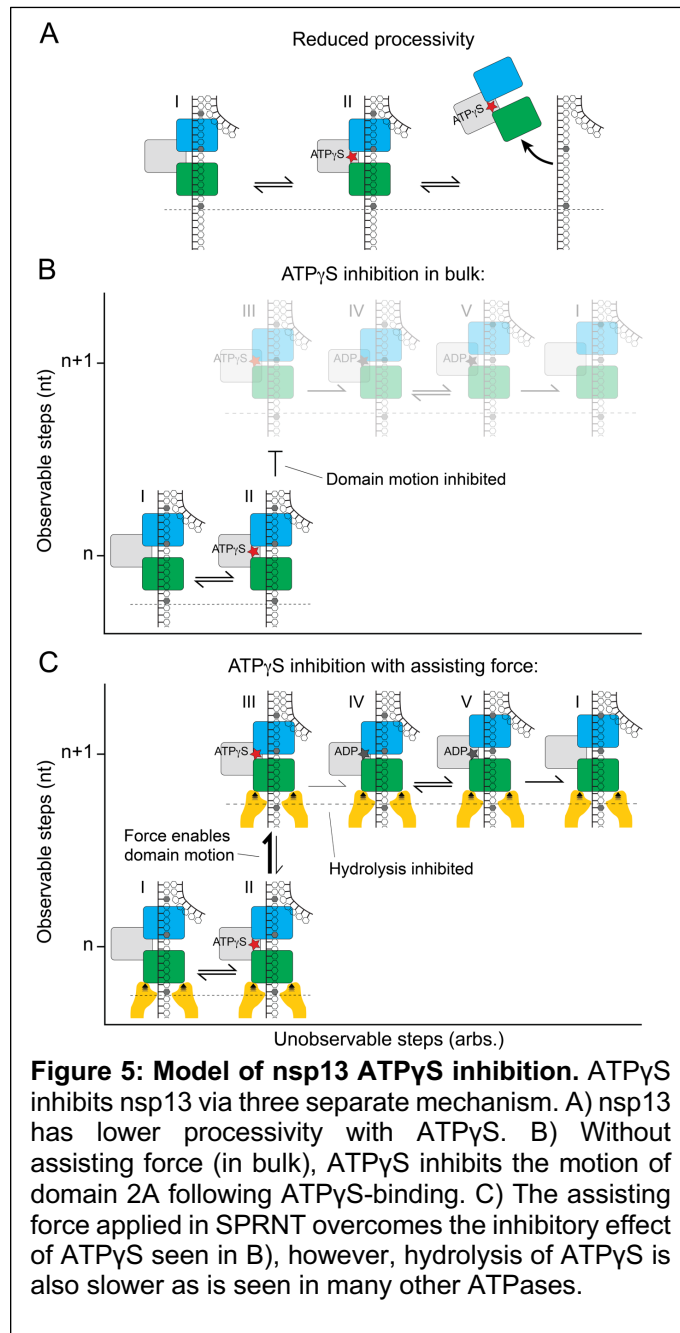 A
Reduced processivity
I
II
ATPγS
ATPγS
B
ATPγS inhibition in bulk:
Observable steps (nt)
n+1
n
III
IV
V
I
ATPγS
ADP
ADP
Domain motion inhibited
I
II
ATPγS
C
ATPγS inhibition with assisting force:
Observable steps (nt)
n+1
n
III
IV
V
I
ATPγS
ADP
ADP
Force enables
domain motion
Hydrolysis inhibited
I
II
ATPγS
Unobservable steps (arbs.)
Figure 5: Model of nsp13 ATPγS inhibition. ATPγS
inhibits nsp13 via three separate mechanism. A) nsp13
has lower processivity with ATPγS. B) Without
assisting force (in bulk), ATPγS inhibits the motion of
domain 2A following ATPγS-binding. C) The assisting
force applied in SPRNT overcomes the inhibitory effect
of ATPγS seen in B), however, hydrolysis of ATPγS is
also slower as is seen in many other ATPases.